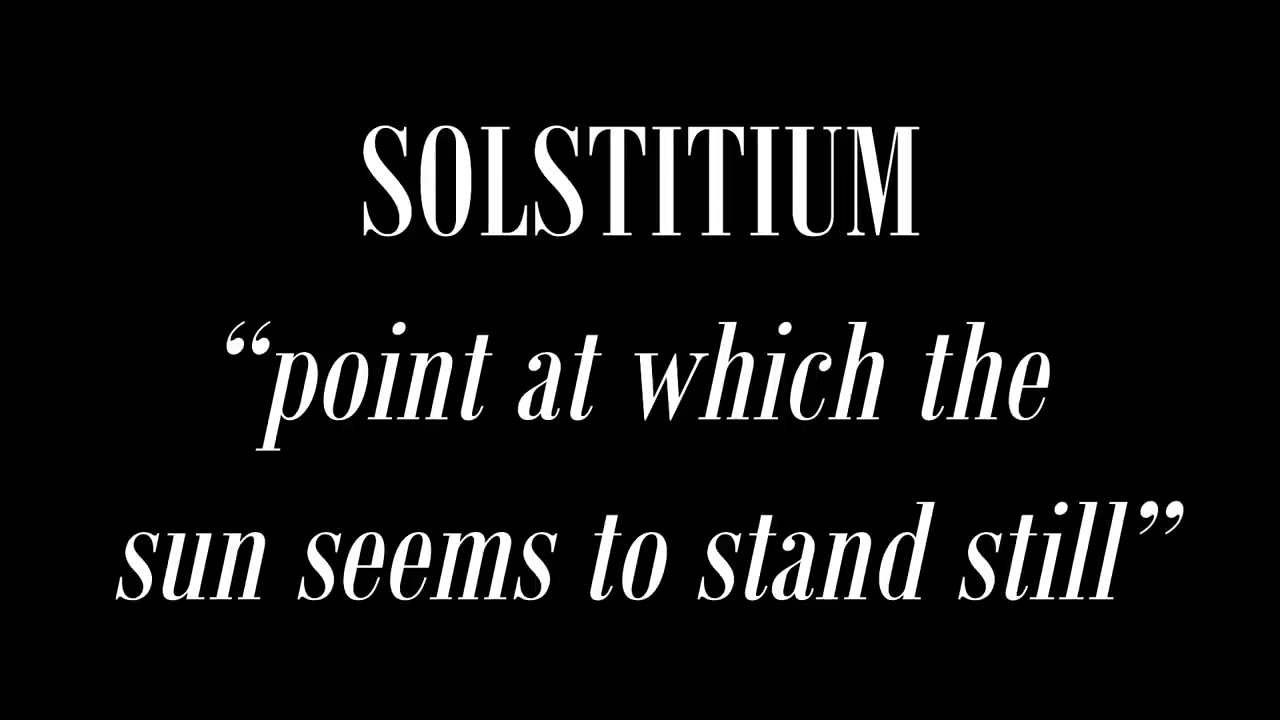 SOLSTITIUM
“point at which the
sun seems to stand still”